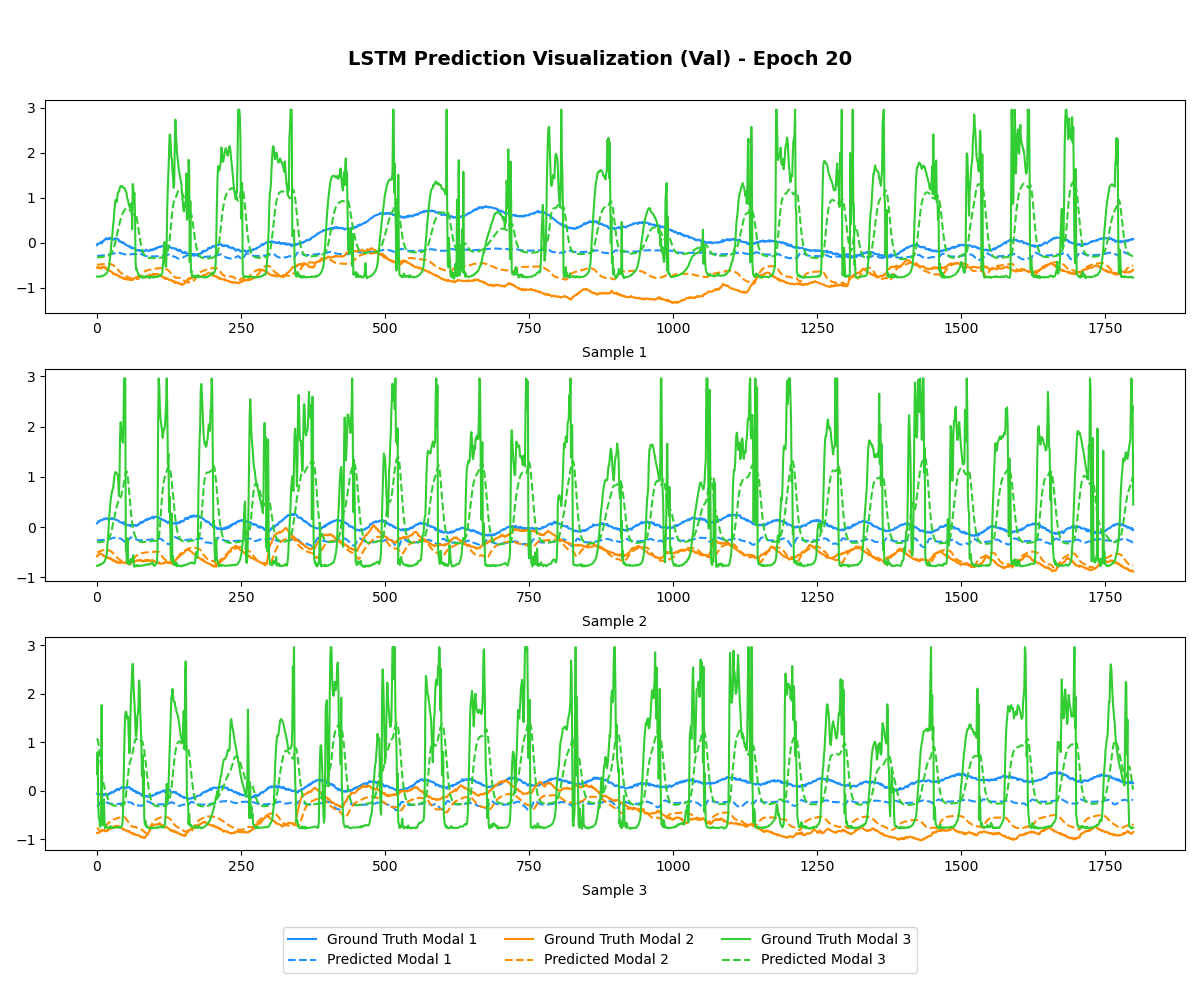 LSTM Prediction Visualization (Val) - Epoch 20
3
2
1
0
−1
0 250 500 750 1000 1250 1500 1750
Sample 1
3
2
1
0
−1
0 250 500 750 1000 1250 1500 1750
Sample 2
3
2
1
0
−1
0 250 500 750 1000 1250 1500 1750
Sample 3
Ground Truth Modal 1 Ground Truth Modal 2 Ground Truth Modal 3
Predicted Modal 1 Predicted Modal 2 Predicted Modal 3